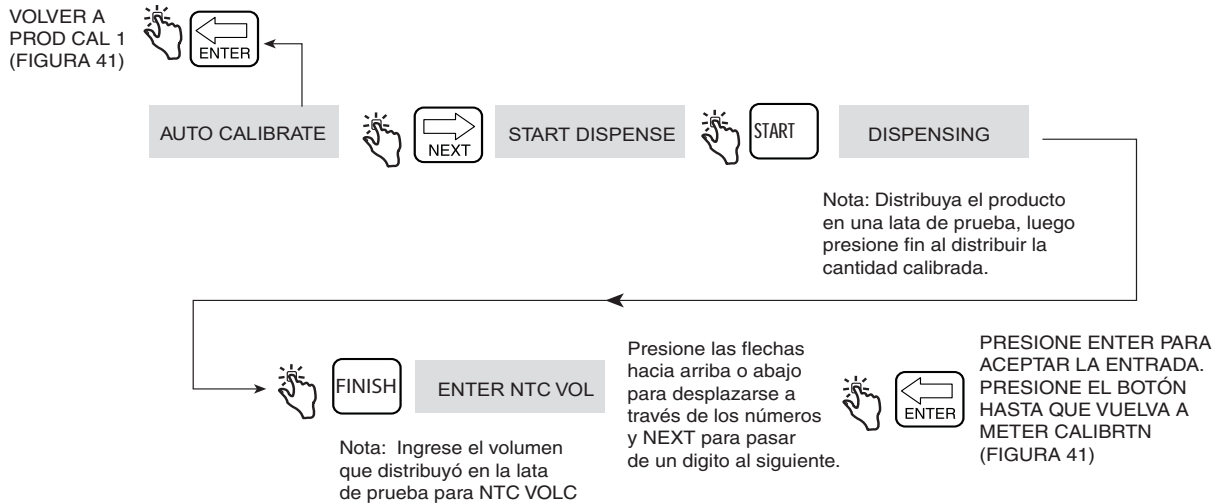 VOLVER A
PROD CAL 1
(FIGURA 41)
ENTER
AUTO CALIBRATE
NEXT
START DISPENSE
START
DISPENSING
Nota: Distribuya el producto
en una lata de prueba, luego
presione fin al distribuir la
cantidad calibrada.
FINISH
ENTER NTC VOL
Nota: Ingrese el volumen
que distribuyó en la lata
de prueba para NTC VOLC
Presione las flechas
hacia arriba o abajo
para desplazarse a
través de los números
y NEXT para pasar
de un digito al siguiente.
ENTER
PRESIONE ENTER PARA
ACEPTAR LA ENTRADA.
PRESIONE EL BOTÓN
HASTA QUE VUELVA A
METER CALIBRTN
(FIGURA 41)